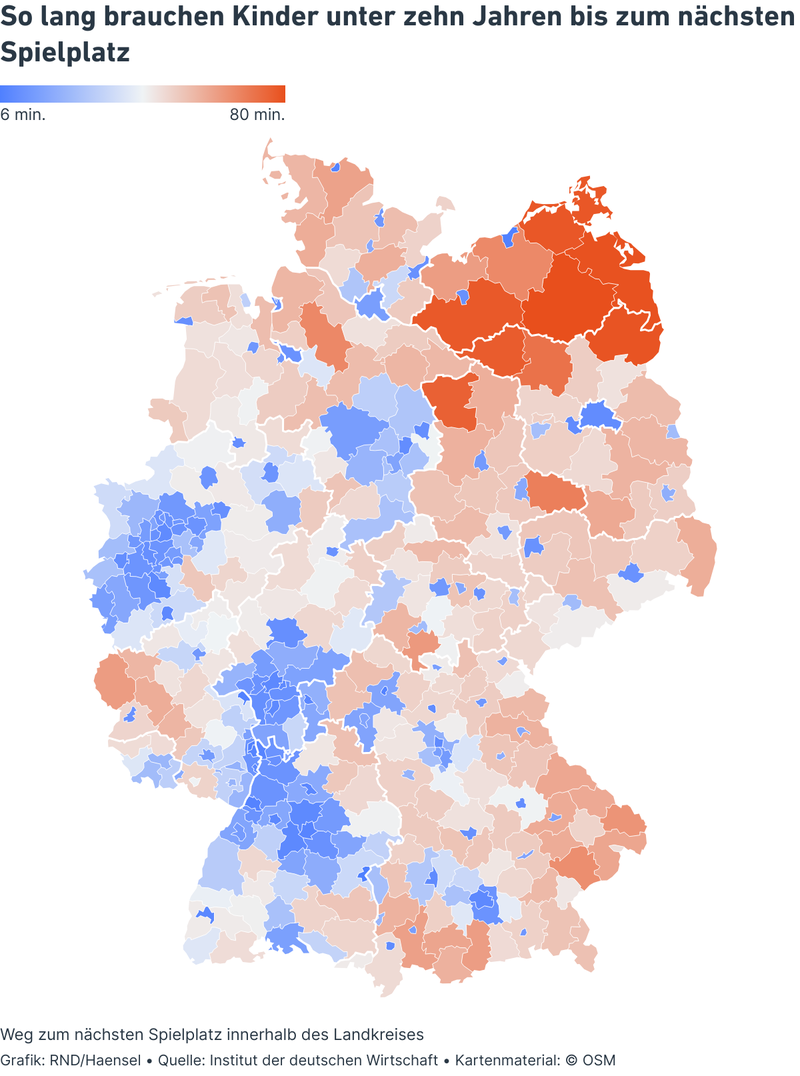 So lang brauchen Kinder unter zehn Jahren bis zum nächsten
Spielplatz
6 min. 80 min.
Weg zum nächsten Spielplatz innerhalb des Landkreises
Grafik: RND/Haensel • Quelle: Institut der deutschen Wirtschaft • Kartenmaterial: © OSM